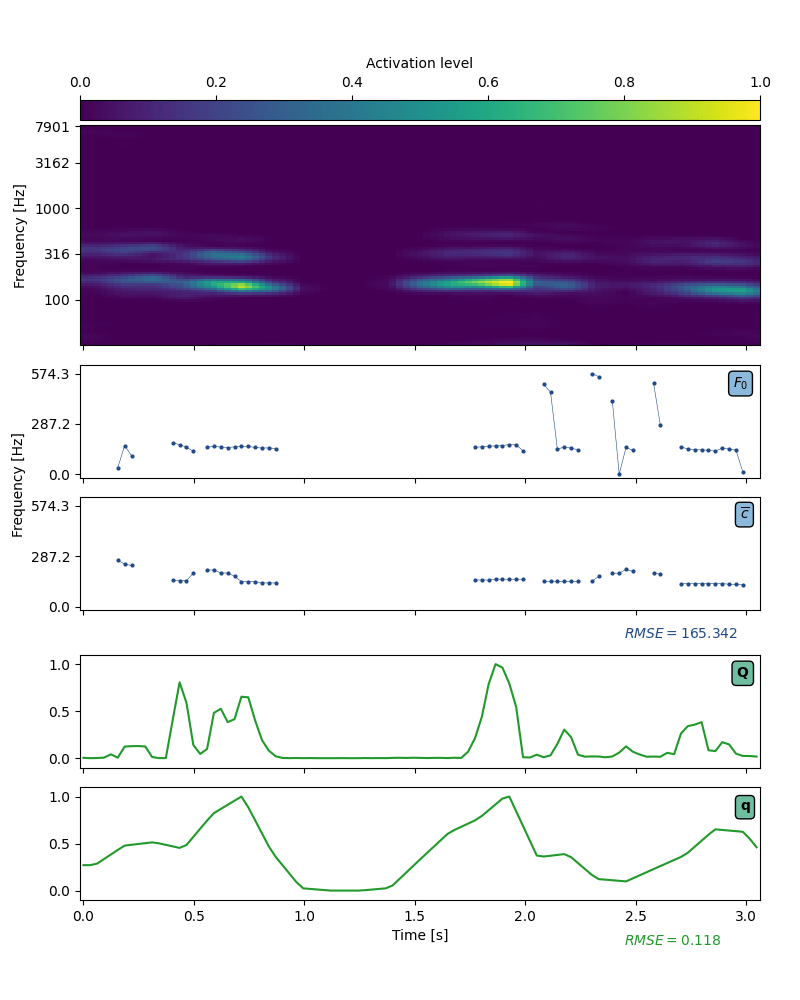 Activation level
0.0 0.2 0.4 0.6 0.8 1.0
7901
3162
1000
316
100
Frequency [Hz]
574.3
287.2
0.0
F₀
Frequency [Hz]
574.3
287.2
0.0
c̅
RMSE = 165.342
1.0
0.5
0.0
Q
1.0
0.5
0.0
q
0.0 0.5 1.0 1.5 2.0 2.5 3.0
Time [s]
RMSE = 0.118